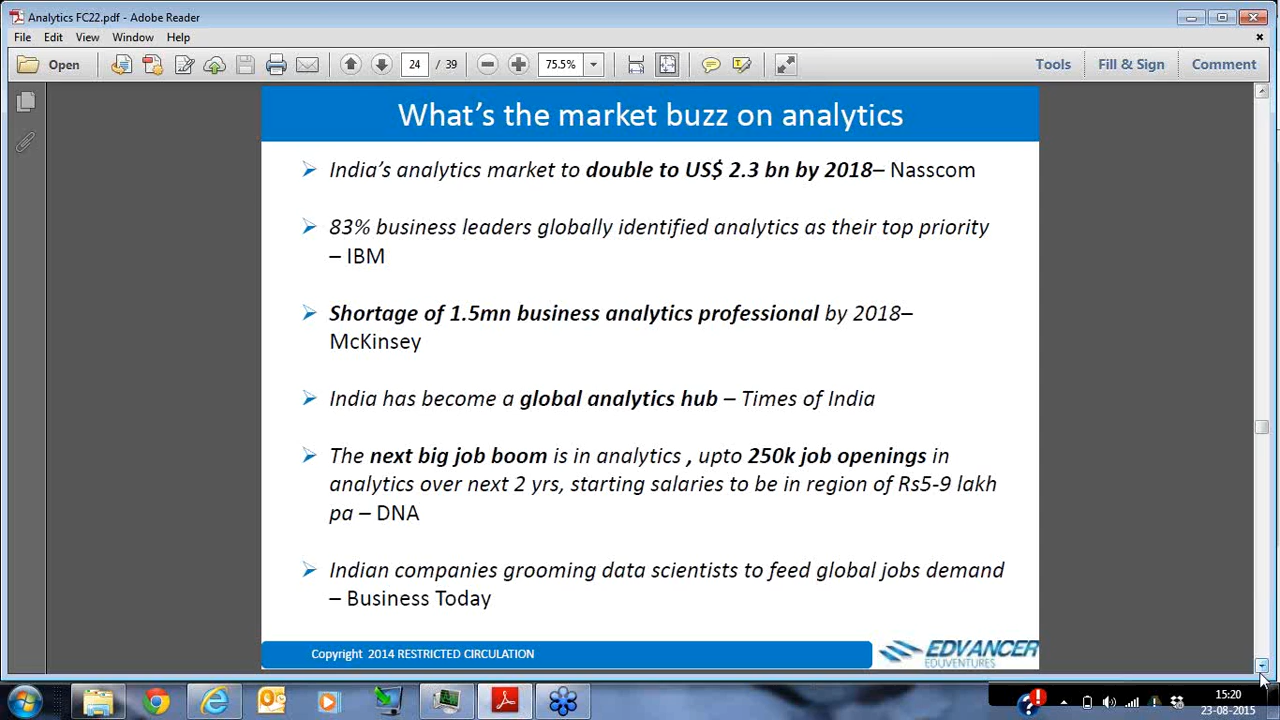 Analytics FC22.pdf - Adobe Reader
File Edit View Window Help
Open 24 / 39 75.5% Tools Fill & Sign Comment
What's the market buzz on analytics
India's analytics market to double to US$ 2.3 bn by 2018– Nasscom
83% business leaders globally identified analytics as their top priority
– IBM
Shortage of 1.5mn business analytics professional by 2018–
McKinsey
India has become a global analytics hub – Times of India
The next big job boom is in analytics , upto 250k job openings in
analytics over next 2 yrs, starting salaries to be in region of Rs5-9 lakh
pa – DNA
Indian companies grooming data scientists to feed global jobs demand
– Business Today
Copyright 2014 RESTRICTED CIRCULATION
EDVANCER
EDUVENTURES
15:20
23-08-2015